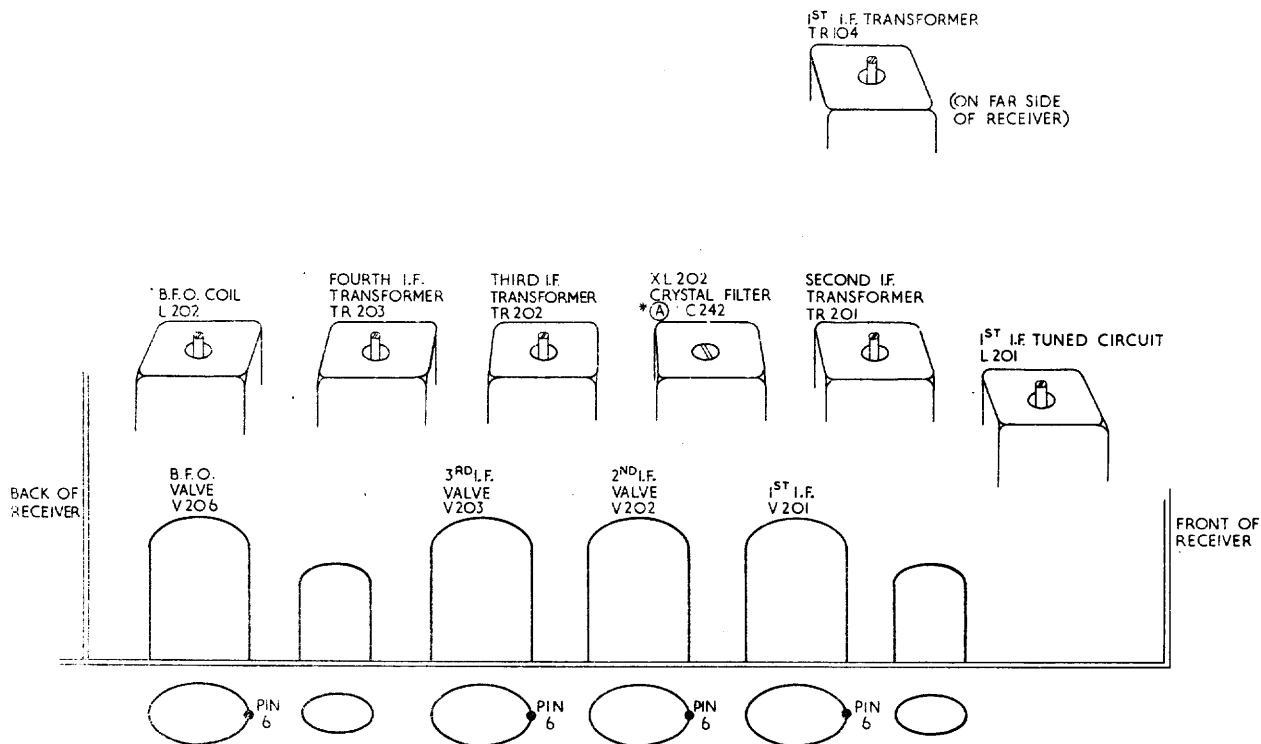 1ST I.F. TRANSFORMER
TR104
(ON FAR SIDE
OF RECEIVER)
B.F.O. COIL
L 202
FOURTH I.F.
TRANSFORMER
TR 203
THIRD I.F.
TRANSFORMER
TR 202
XL 202
CRYSTAL FILTER
* A C 242
SECOND I.F.
TRANSFORMER
TR 201
1ST I.F. TUNED CIRCUIT
L 201
BACK OF
RECEIVER
B.F.O.
VALVE
V 206
3RD I.F.
VALVE
V 203
2ND I.F.
VALVE
V 202
1ST I.F.
V 201
FRONT OF
RECEIVER
PIN
6
PIN
6
PIN
6
PIN
6